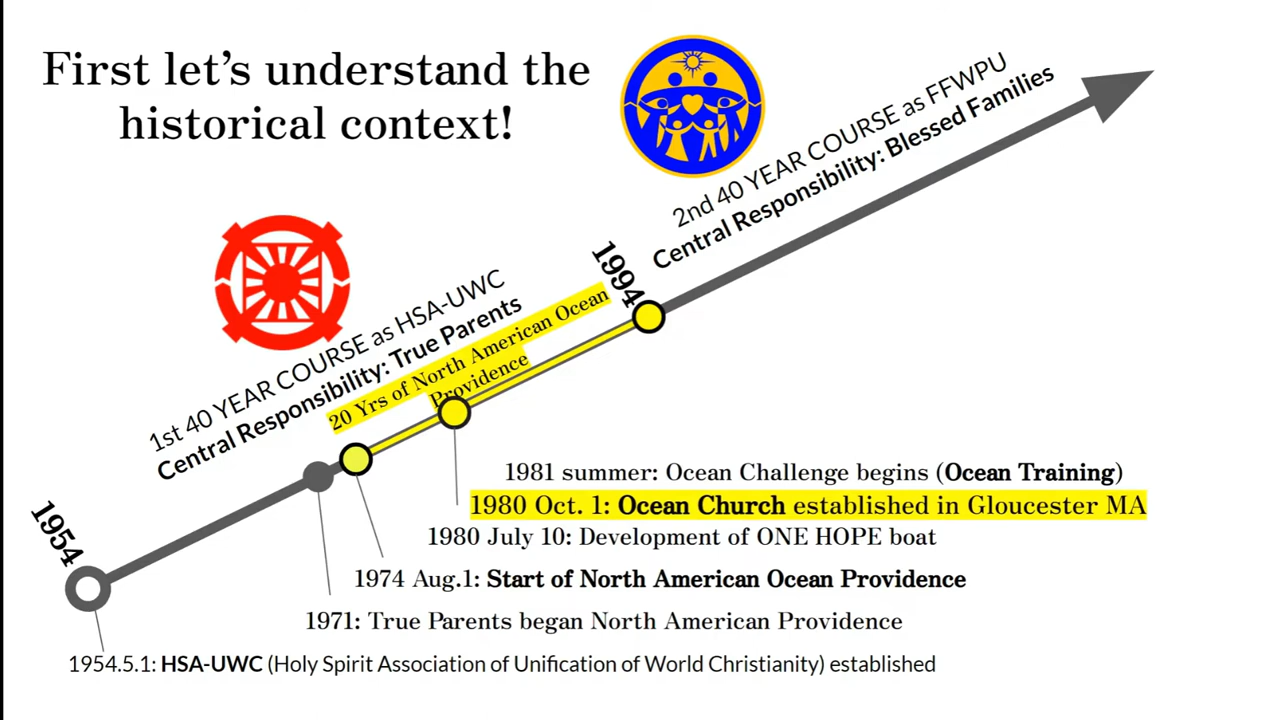 First let's understand the
historical context!
2nd 40 YEAR COURSE as FFWPU
Central Responsibility: Blessed Families
1994
1st 40 YEAR COURSE as HSA-UWC
Central Responsibility: True Parents
20 Yrs of North American Ocean
Providence
1954
1981 summer: Ocean Challenge begins (Ocean Training)
1980 Oct. 1: Ocean Church established in Gloucester MA
1980 July 10: Development of ONE HOPE boat
1974 Aug.1: Start of North American Ocean Providence
1971: True Parents began North American Providence
1954.5.1: HSA-UWC (Holy Spirit Association of Unification of World Christianity) established